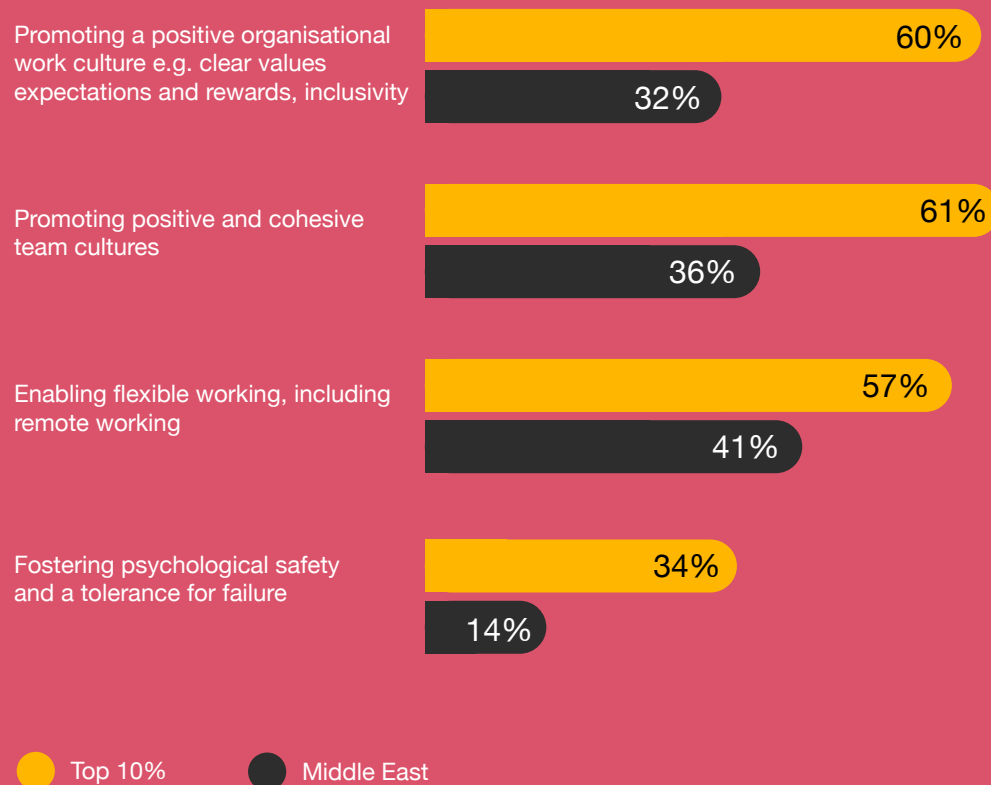 Promoting a positive organisational
work culture e.g. clear values
expectations and rewards, inclusivity
60%
32%
Promoting positive and cohesive
team cultures
61%
36%
Enabling flexible working, including
remote working
57%
41%
Fostering psychological safety
and a tolerance for failure
34%
14%
Top 10%
Middle East